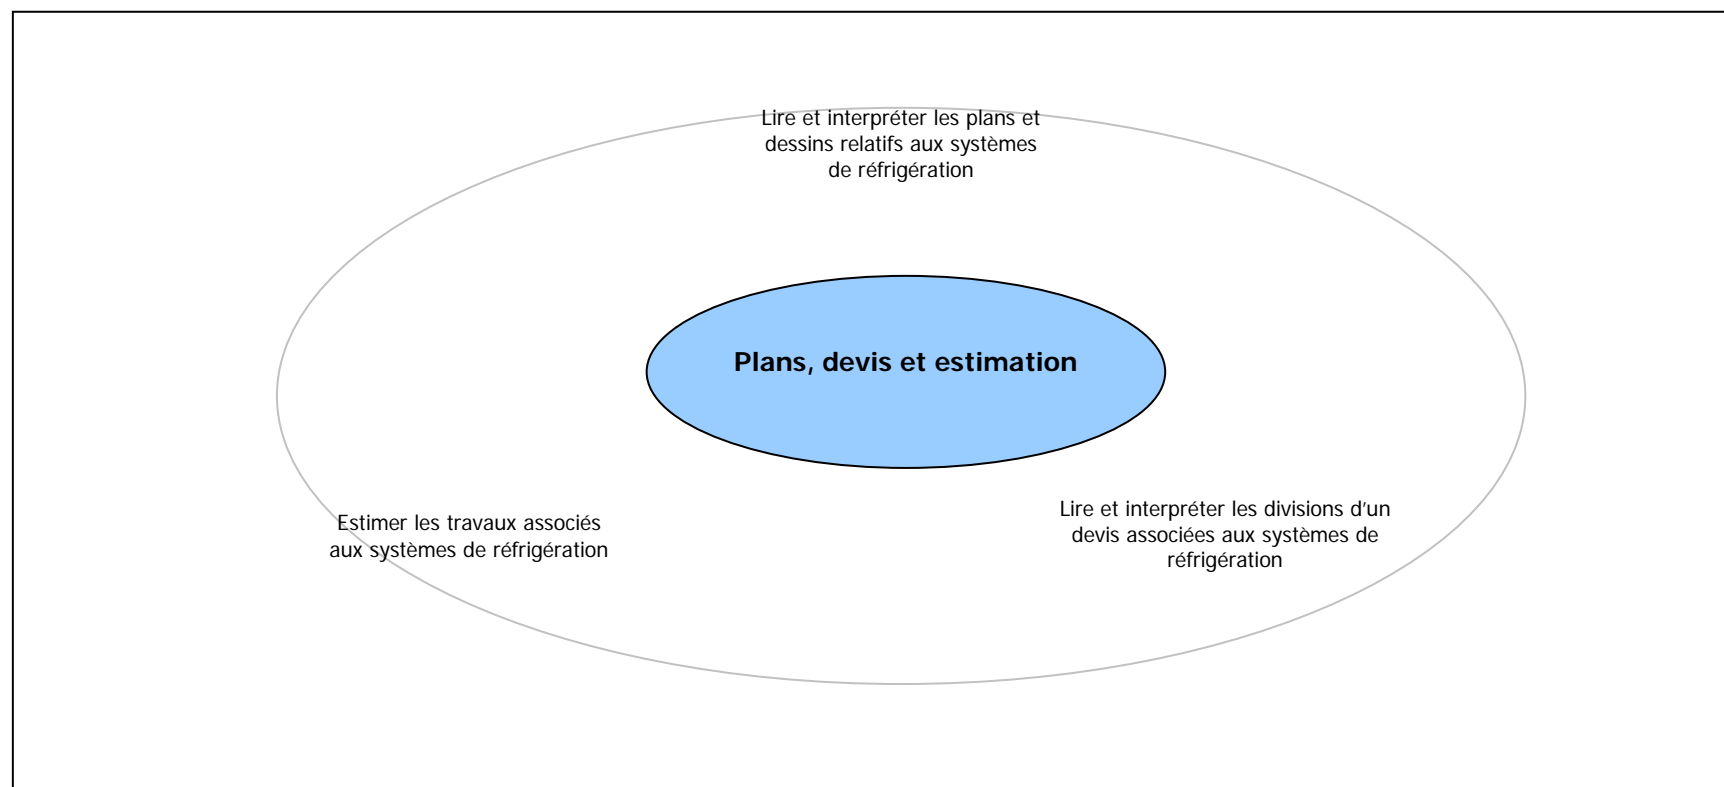 Lire et interpréter les plans et
dessins relatifs aux systèmes
de réfrigération
Plans, devis et estimation
Estimer les travaux associés
aux systèmes de réfrigération
Lire et interpréter les divisions d'un
devis associées aux systèmes de
réfrigération